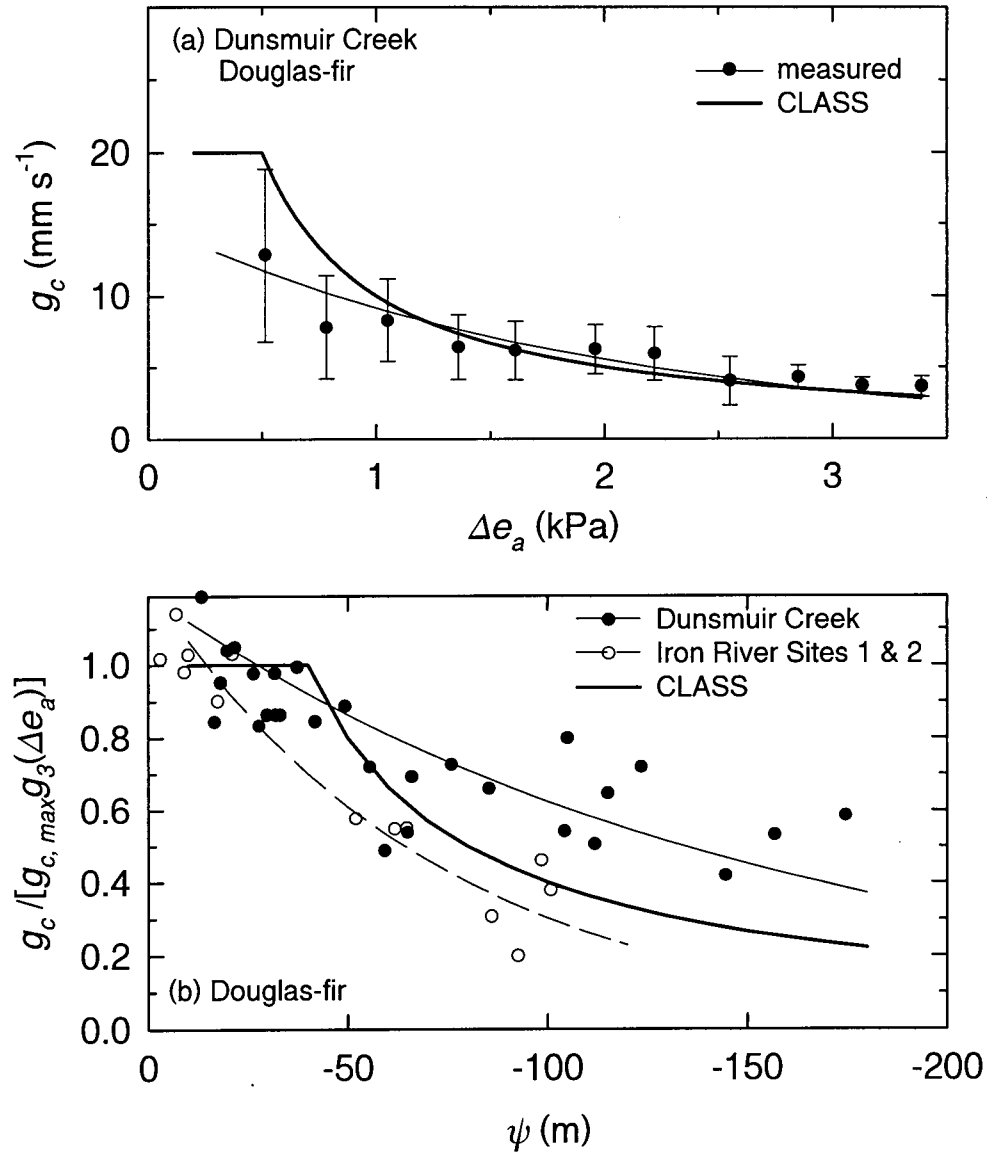 (a) Dunsmuir Creek
Douglas-fir
measured
CLASS
20
10
0
g_c (mm s⁻¹)
0 1 2 3
Δe_a (kPa)
Dunsmuir Creek
Iron River Sites 1 & 2
CLASS
1.0
0.8
0.6
0.4
0.2
0.0
g_c /[g_{c, max}g_3(Δe_a)]
(b) Douglas-fir
0 -50 -100 -150 -200
ψ (m)